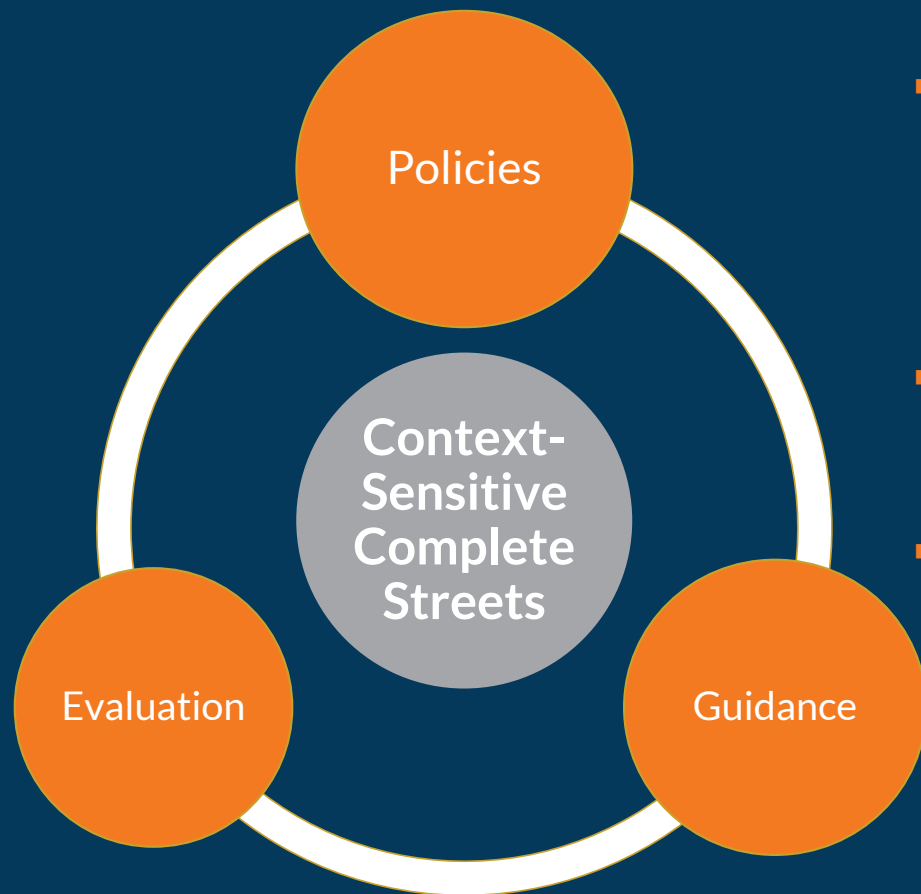 Policies
Context-
Sensitive
Complete
Streets
Evaluation
Guidance